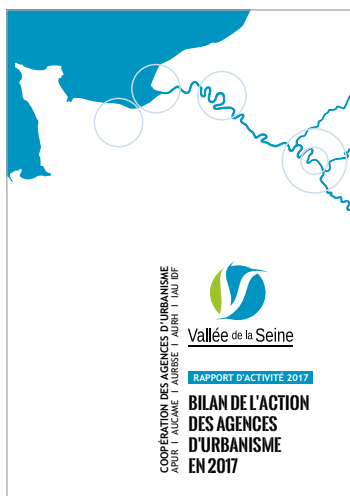 COOPÉRATION DES AGENCES D'URBANISME
APUR I AUCAME I AURBSE I AURH I IAU IDF
Vallée de la Seine
RAPPORT D'ACTIVITÉ 2017
BILAN DE L'ACTION
DES AGENCES
D'URBANISME
EN 2017